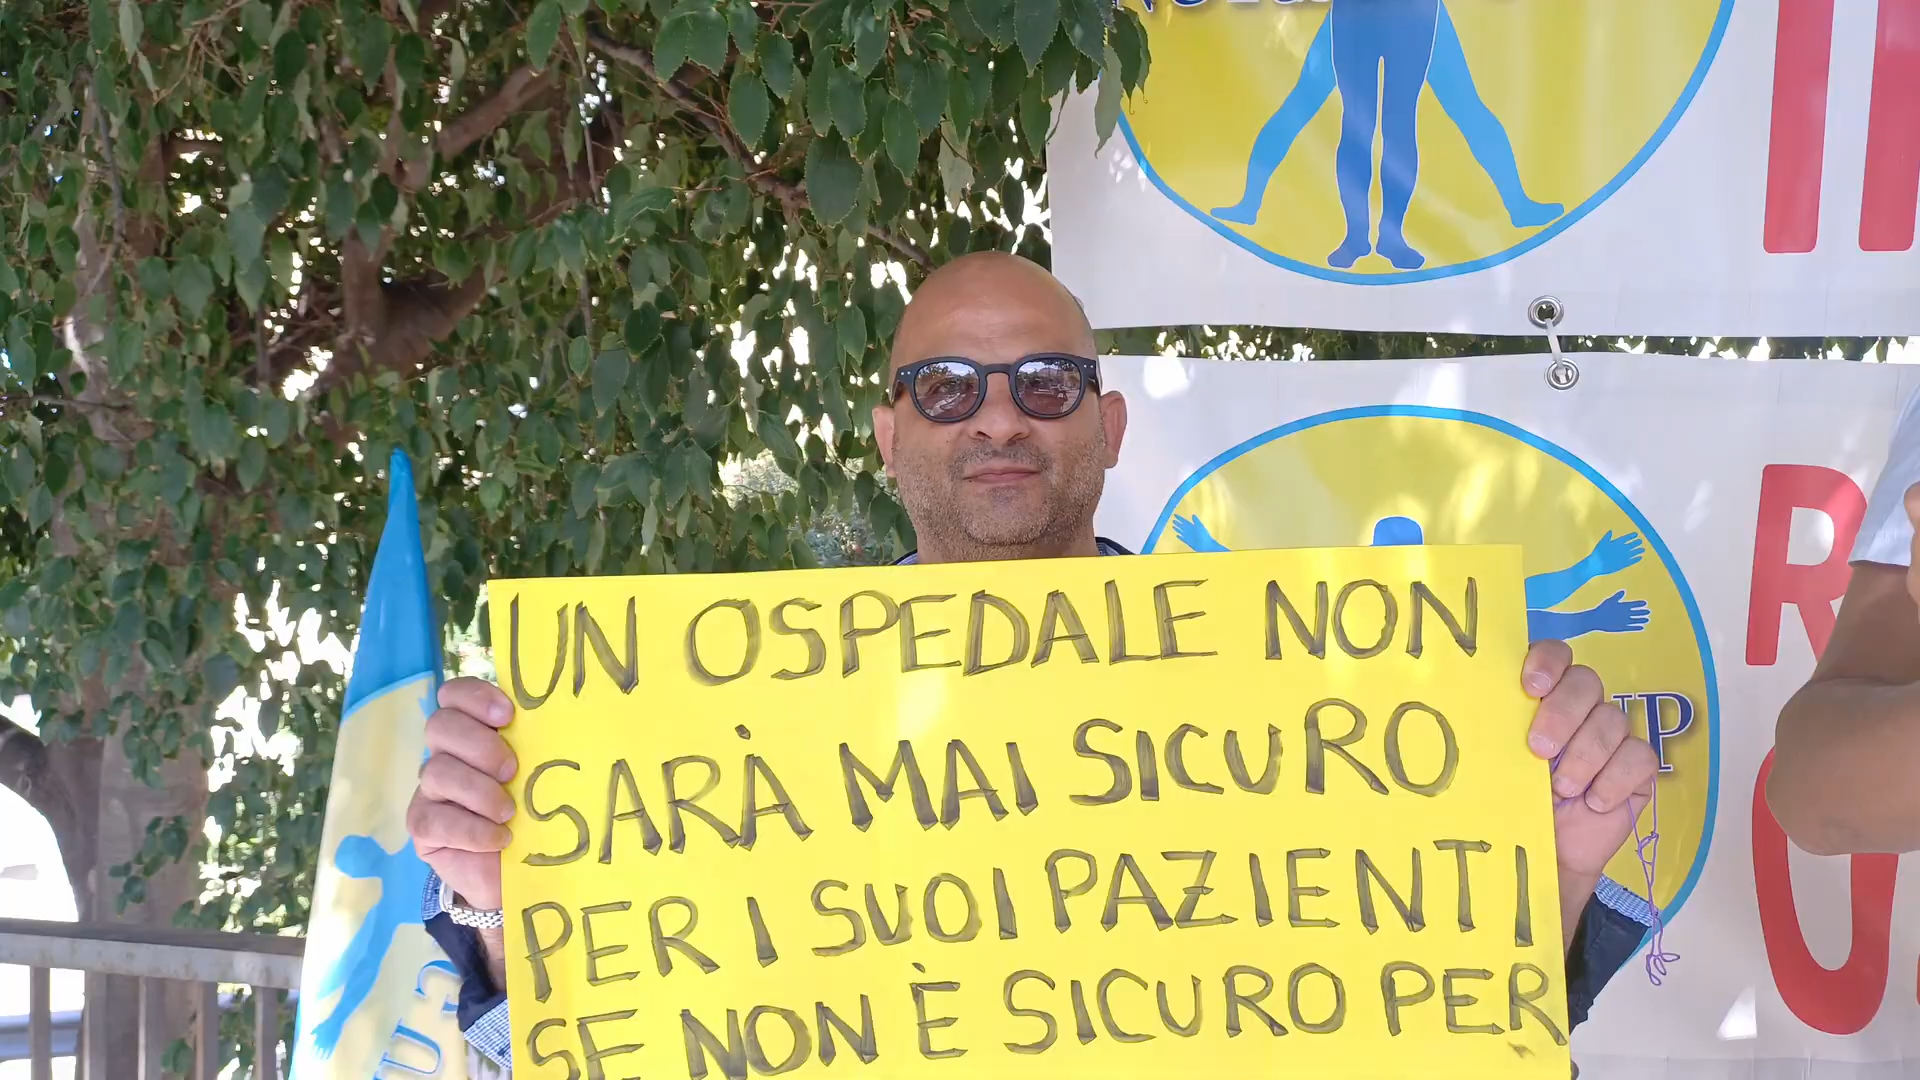 UN OSPEDALE NON
SARÀ MAI SICURO
PER I SUOI PAZIENTI
SE NON È SICURO PER